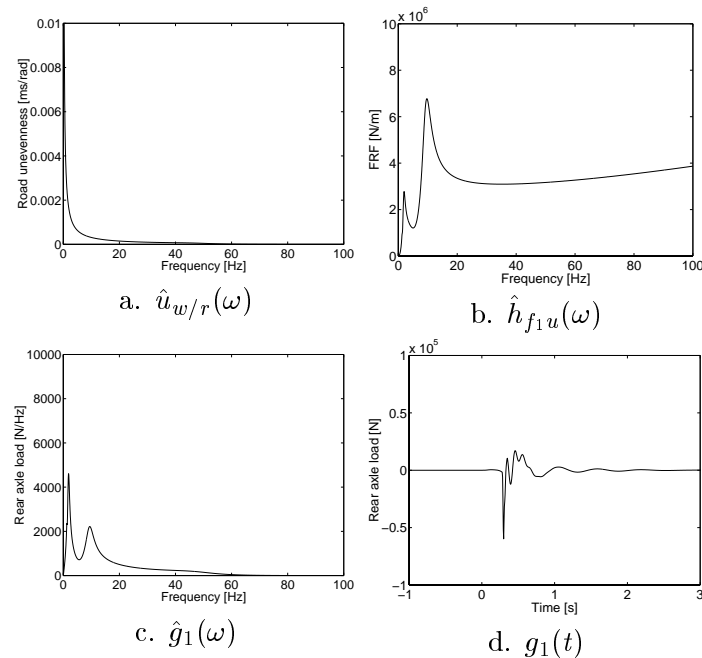 0.01
0.008
0.006
0.004
0.002
0
Road unevenness [ms/rad]
0 20 40 60 80 100
Frequency [Hz]
a. û_{w/r}(ω)
x 10^6
10
8
6
4
2
0
FRF [N/m]
0 20 40 60 80 100
Frequency [Hz]
b. ĥ_{f_1 u}(ω)
10000
8000
6000
4000
2000
0
Rear axle load [N/Hz]
0 20 40 60 80 100
Frequency [Hz]
c. ĝ_1(ω)
x 10^5
1
0.5
0
−0.5
−1
Rear axle load [N]
−1 0 1 2 3
Time [s]
d. g_1(t)